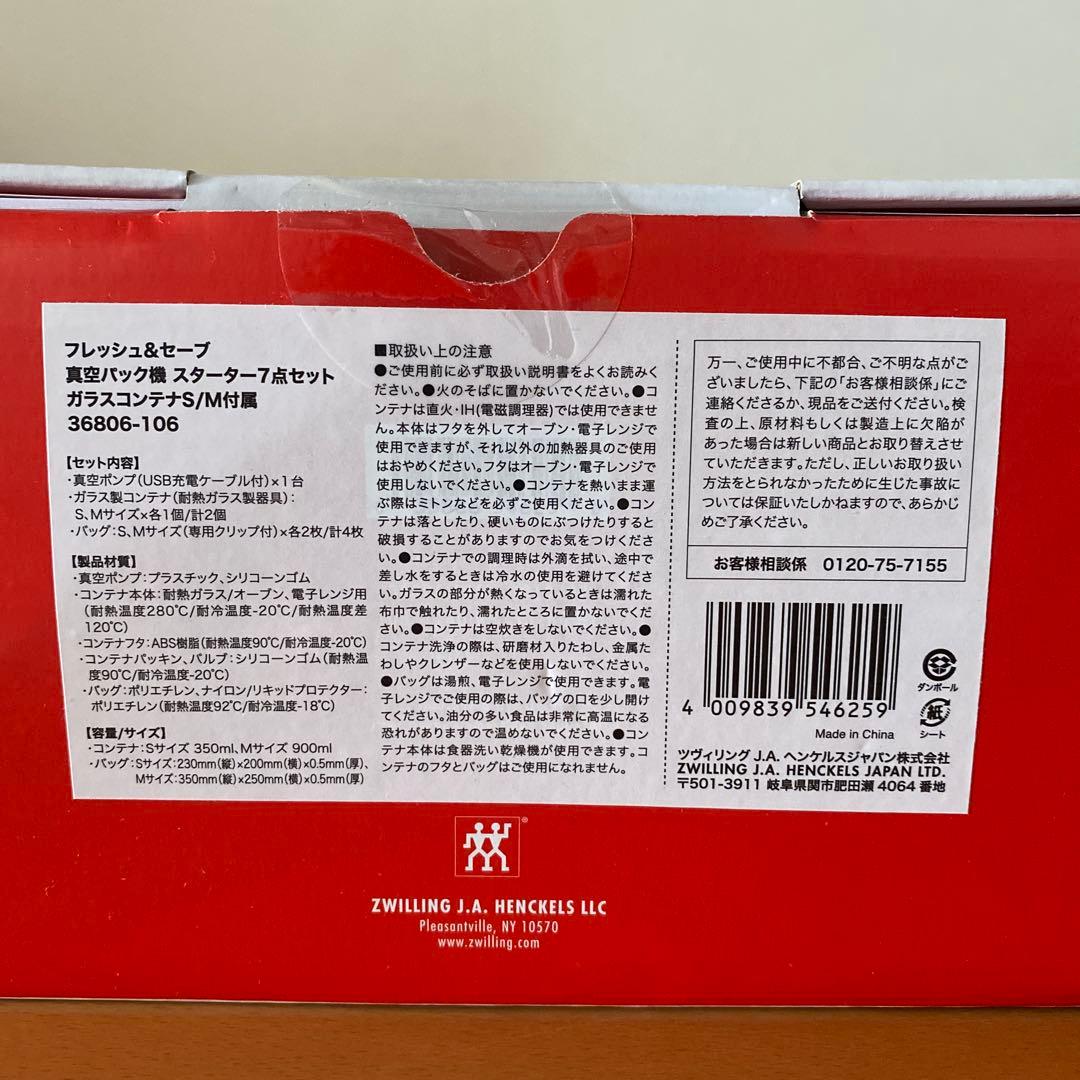 フレッシュ&セーブ
真空パック機 スターター7点セット
ガラスコンテナS/M付属
36806-106
【セット内容】
・真空ポンプ(USB充電ケーブル付)×1台
・ガラス製コンテナ(耐熱ガラス製器具):
S、Mサイズ×各1個/計2個
・バッグ:S、Mサイズ(専用クリップ付)×各2枚/計4枚
【製品材質】
・真空ポンプ:プラスチック、シリコーンゴム
・コンテナ本体:耐熱ガラス/オーブン、電子レンジ用
(耐熱温度280℃/耐冷温度-20℃/耐熱温度差
120℃)
・コンテナフタ:ABS樹脂(耐熱温度90℃/耐冷温度-20℃)
・コンテナパッキン、バルブ:シリコーンゴム(耐熱温
度90℃/耐冷温度-20℃)
・バッグ:ポリエチレン、ナイロン/リキッドプロテクター:
ポリエチレン(耐熱温度92℃/耐冷温度-18℃)
【容量/サイズ】
・コンテナ:Sサイズ 350ml、Mサイズ 900ml
・バッグ:Sサイズ:230mm(縦)×200mm(横)×0.5mm(厚)、
Mサイズ:350mm(縦)×250mm(横)×0.5mm(厚)
■取扱い上の注意
●ご使用前に必ず取扱い説明書をよくお読みく
ださい。●火のそばに置かないでください。●コ
ンテナは直火・IH(電磁調理器)では使用できませ
ん。本体はフタを外してオーブン・電子レンジで
使用できますが、それ以外の加熱器具のご使用
はおやめください。フタはオーブン・電子レンジで
使用しないでください。●コンテナを熱いまま運
ぶ際はミトンなどを必ずご使用ください。●コン
テナは落としたり、硬いものにぶつけたりすると
破損することがありますのでお気をつけくださ
い。●コンテナでの調理時は外滴を拭い、途中で
差し水をするときは冷水の使用を避けてくださ
い。ガラスの部分が熱くなっているときは濡れた
布巾で触れたり、濡れたところに置かないでくだ
さい。●コンテナは空炊きをしないでください。●
コンテナ洗浄の際は、研磨材入りたわし、金属た
わしやクレンザーなどを使用しないでください。
●バッグは湯煎、電子レンジで使用できます。電
子レンジでご使用の際は、バッグの口を少し開け
てください。油分の多い食品は非常に高温になる
恐れがありますので温めないでください。●コン
テナ本体は食器洗い乾燥機が使用できます。コ
ンテナのフタとバッグはご使用になれません。
万一、ご使用中に不都合、ご不明な点がご
ざいましたら、下記の「お客様相談係」にご
連絡くださるか、現品をご送付ください。検
査の上、原材料もしくは製造上に欠陥が
あった場合は新しい商品とお取り替えさせ
ていただきます。ただし、正しいお取り扱い
方法をとられなかったために生じた事故に
ついては保証いたしかねますので、あらかじ
めご了承ください。
お客様相談係 0120-75-7155
4 009839 546259
ダンボール
紙
シート
Made in China
ツヴィリング J.A. ヘンケルスジャパン株式会社
ZWILLING J.A. HENCKELS JAPAN LTD.
〒501-3911 岐阜県関市肥田瀬 4064 番地
ZWILLING J.A. HENCKELS LLC
Pleasantville, NY 10570
www.zwilling.com